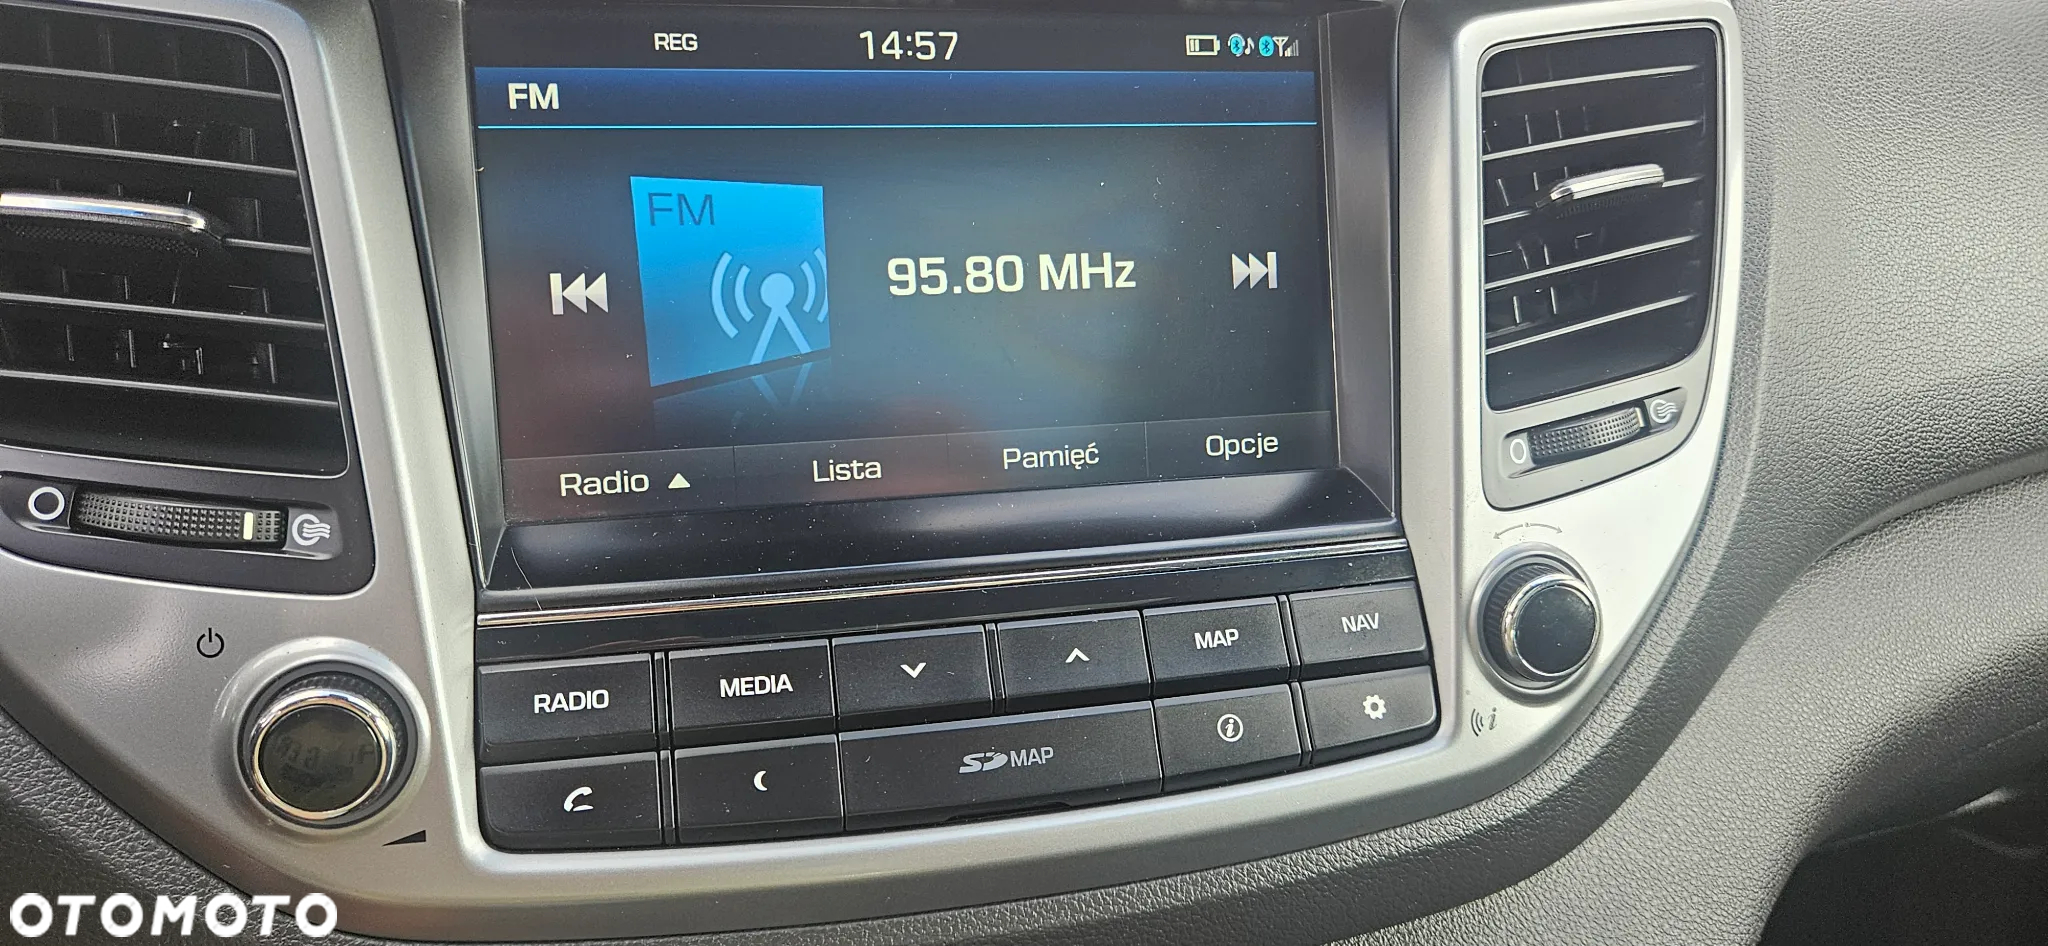 REG 14:57
FM
FM
95.80 MHz
Radio ▲ Lista Pamięć Opcje
RADIO MEDIA MAP NAV
SD MAP
OTOMOTO